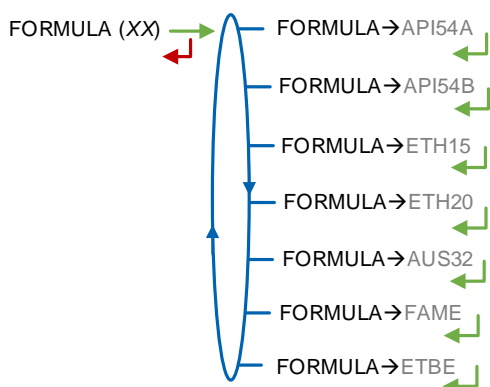 FORMULA (XX)
FORMULA→API54A
FORMULA→API54B
FORMULA→ETH15
FORMULA→ETH20
FORMULA→AUS32
FORMULA→FAME
FORMULA→ETBE